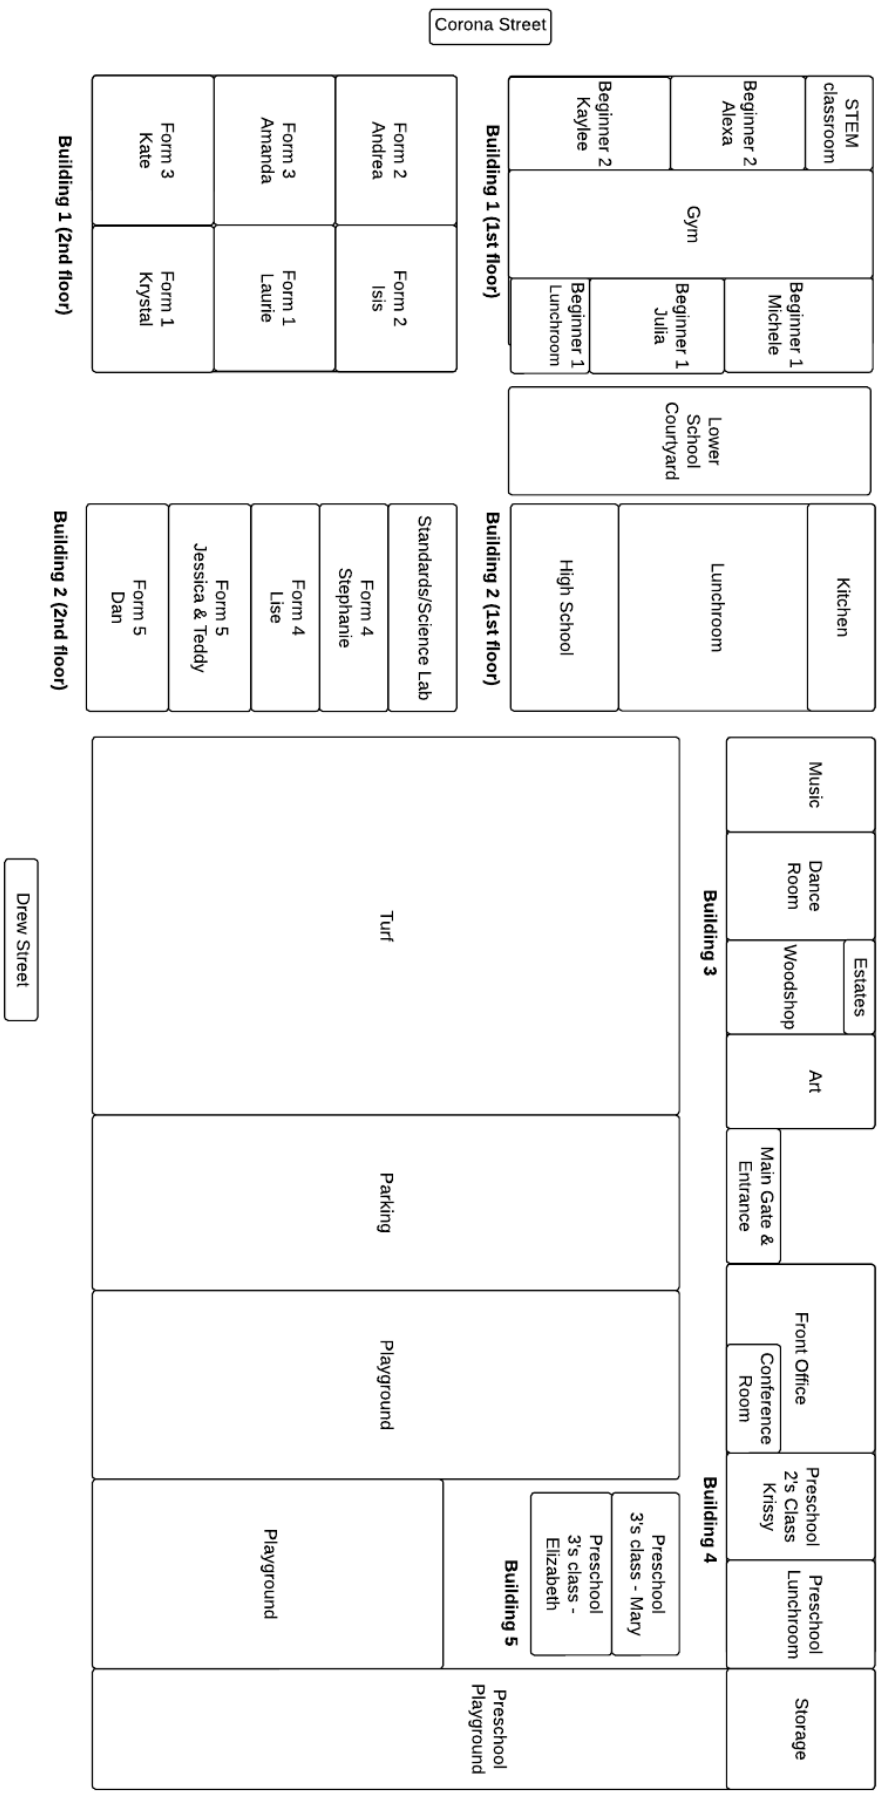 Corona Street
STEM
classroom
Beginner 2
Alexa
Beginner 2
Kaylee
Gym
Beginner 1
Michele
Beginner 1
Julia
Beginner 1
Lunchroom
Building 1 (1st floor)
Form 2
Andrea
Form 3
Amanda
Form 3
Kate
Form 2
Isis
Form 1
Laurie
Form 1
Krystal
Building 1 (2nd floor)
Lower
School
Courtyard
Kitchen
Lunchroom
High School
Building 2 (1st floor)
Standards/Science Lab
Form 4
Stephanie
Form 4
Lise
Form 5
Jessica & Teddy
Form 5
Dan
Building 2 (2nd floor)
Music
Dance
Room
Estates
Woodshop
Art
Building 3
Main Gate &
Entrance
Turf
Parking
Playground
Drew Street
Front Office
Conference
Room
Preschool
2's Class
Krissy
Preschool
Lunchroom
Storage
Building 4
Preschool
3's class - Mary
Preschool
3's class -
Elizabeth
Building 5
Playground
Preschool
Playground